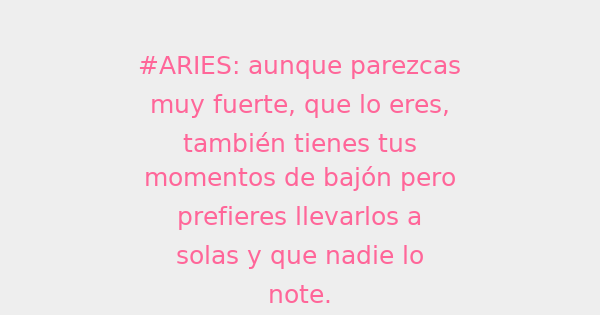 #ARIES: aunque parezcas
muy fuerte, que lo eres,
también tienes tus
momentos de bajón pero
prefieres llevarlos a
solas y que nadie lo
note.